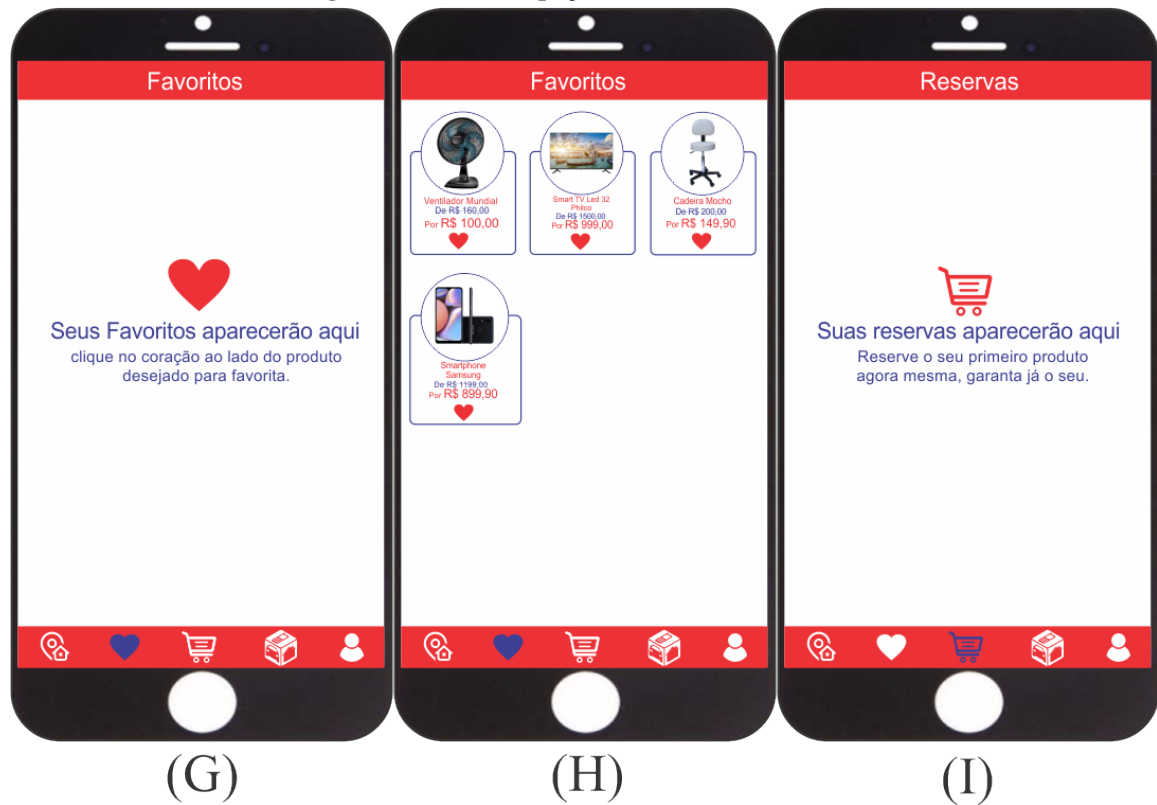 Favoritos
Seus Favoritos aparecerão aqui
clique no coração ao lado do produto
desejado para favorita.
(G)
Favoritos
Ventilador Mundial
De R$ 160,00
Por R$ 100,00
Smart TV Led 32
Philco
De R$ 1500,00
Por R$ 999,00
Cadeira Mocho
De R$ 200,00
Por R$ 149,90
Smartphone
Samsung
De R$ 1199,00
Por R$ 899,90
(H)
Reservas
Suas reservas aparecerão aqui
Reserve o seu primeiro produto
agora mesma, garanta já o seu.
(I)